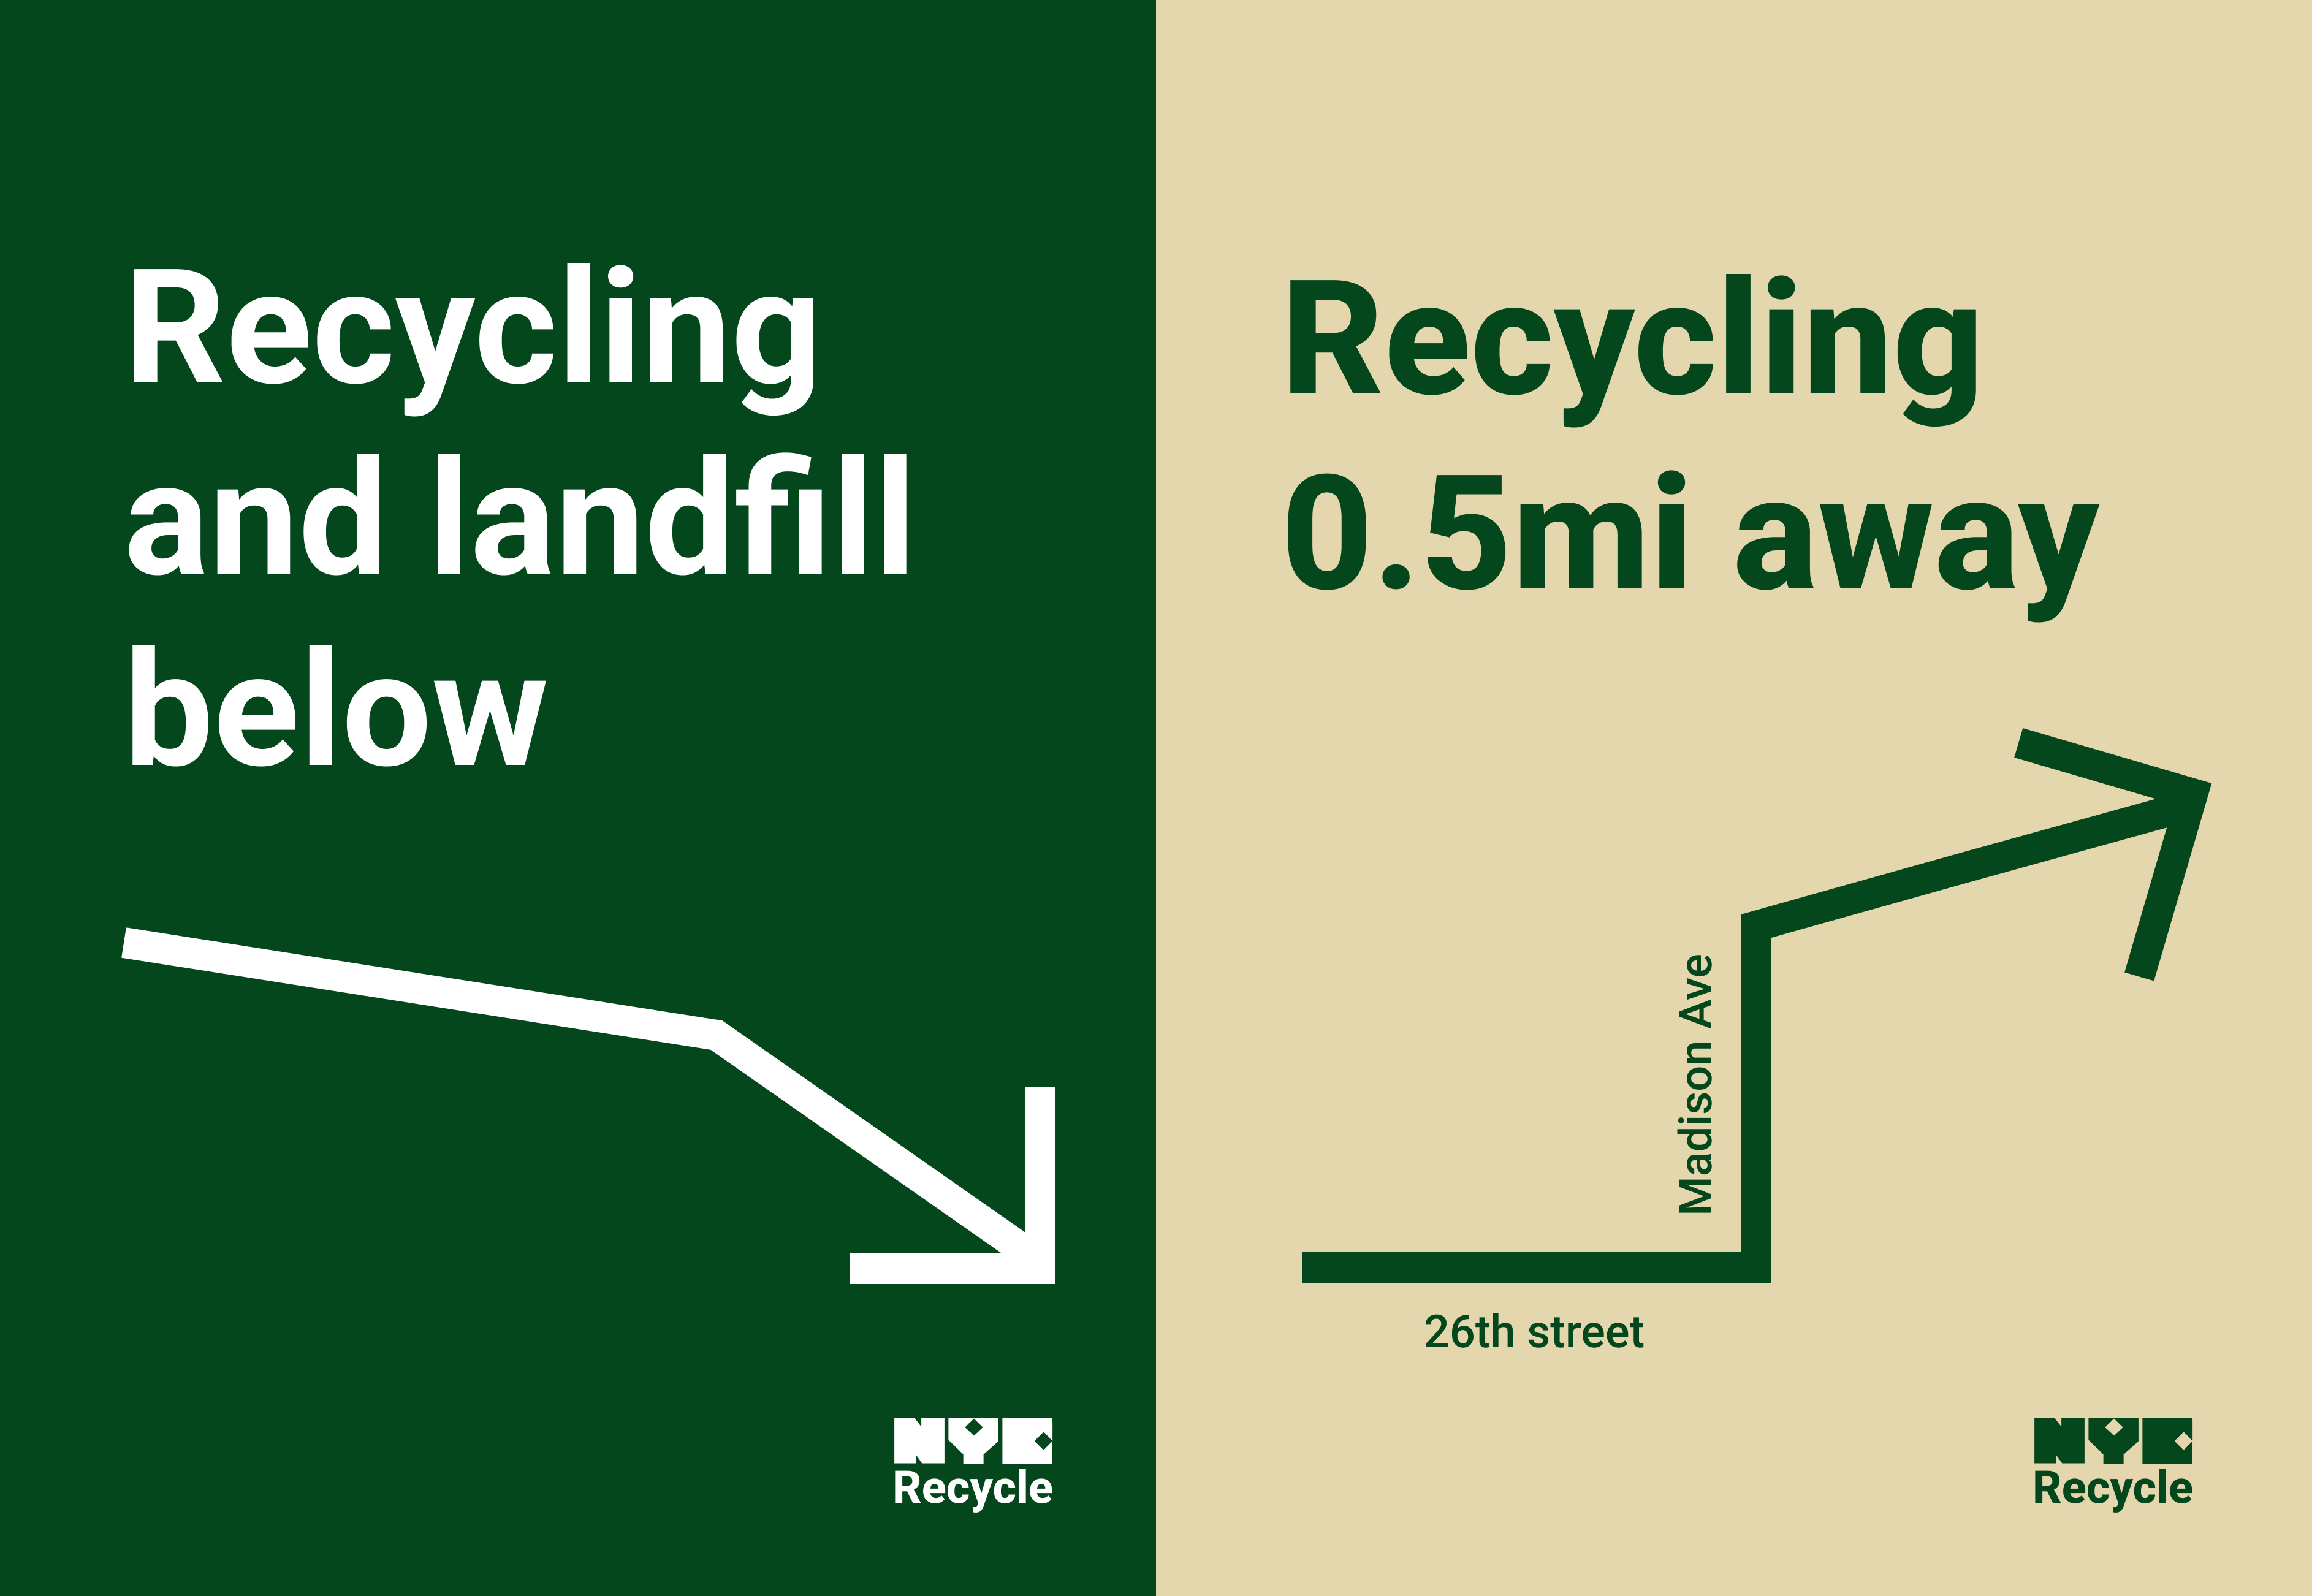 Recycling
and landfill
below
NYC
Recycle
Recycling
0.5mi away
Madison Ave
26th street
NYC
Recycle